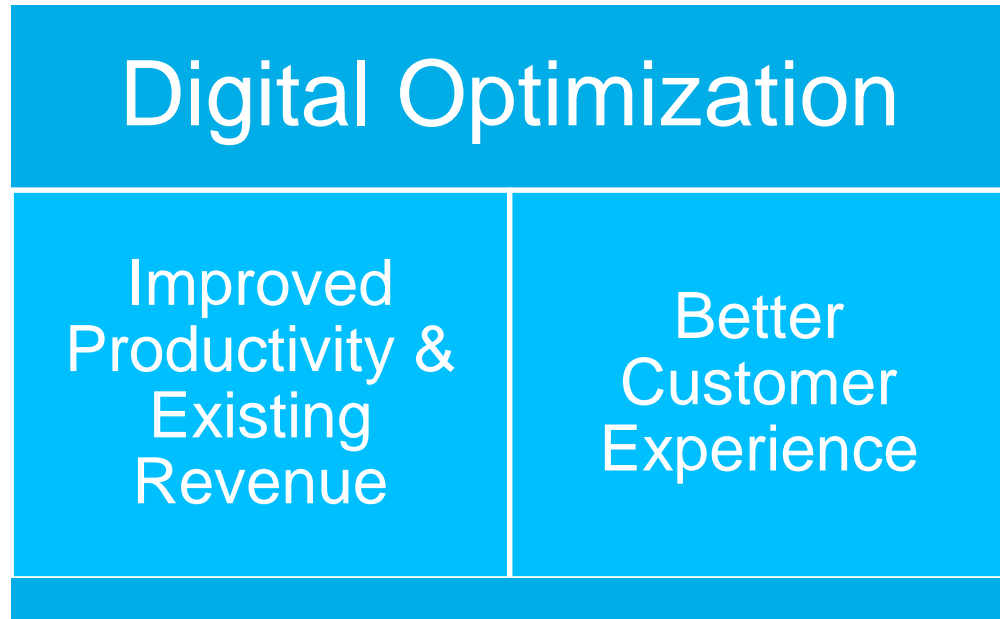 Digital Optimization
Improved
Productivity &
Existing
Revenue
Better
Customer
Experience